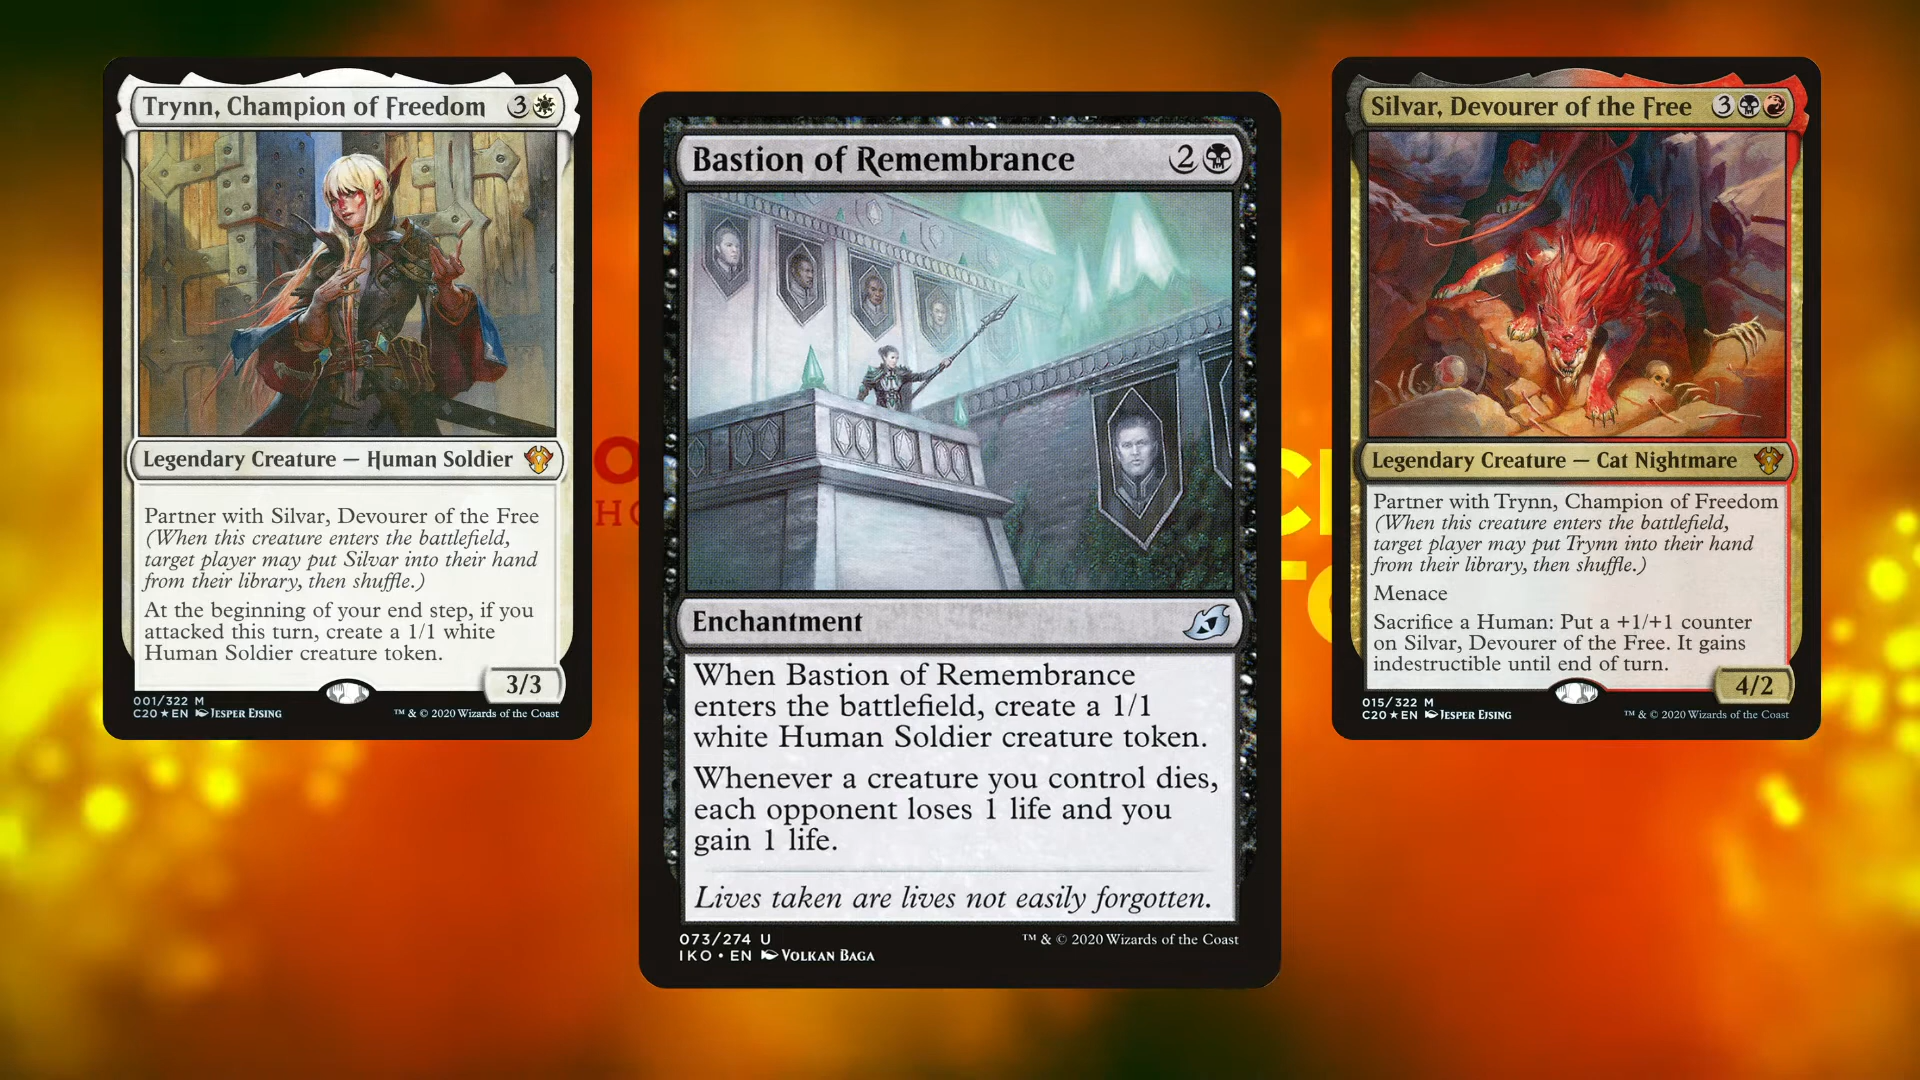 Trynn, Champion of Freedom 3
Legendary Creature — Human Soldier
Partner with Silvar, Devourer of the Free
(When this creature enters the battlefield,
target player may put Silvar into their hand
from their library, then shuffle.)
At the beginning of your end step, if you
attacked this turn, create a 1/1 white
Human Soldier creature token.
3/3
001/322 M
C20★EN JESPER EJSING
™ & © 2020 Wizards of the Coast
Bastion of Remembrance 2
Enchantment
When Bastion of Remembrance
enters the battlefield, create a 1/1
white Human Soldier creature token.
Whenever a creature you control dies,
each opponent loses 1 life and you
gain 1 life.
Lives taken are lives not easily forgotten.
073/274 U
IKO • EN VOLKAN BAGA
™ & © 2020 Wizards of the Coast
Silvar, Devourer of the Free 3
Legendary Creature — Cat Nightmare
Partner with Trynn, Champion of Freedom
(When this creature enters the battlefield,
target player may put Trynn into their hand
from their library, then shuffle.)
Menace
Sacrifice a Human: Put a +1/+1 counter
on Silvar, Devourer of the Free. It gains
indestructible until end of turn.
4/2
015/322 M
C20★EN JESPER EJSING
™ & © 2020 Wizards of the Coast